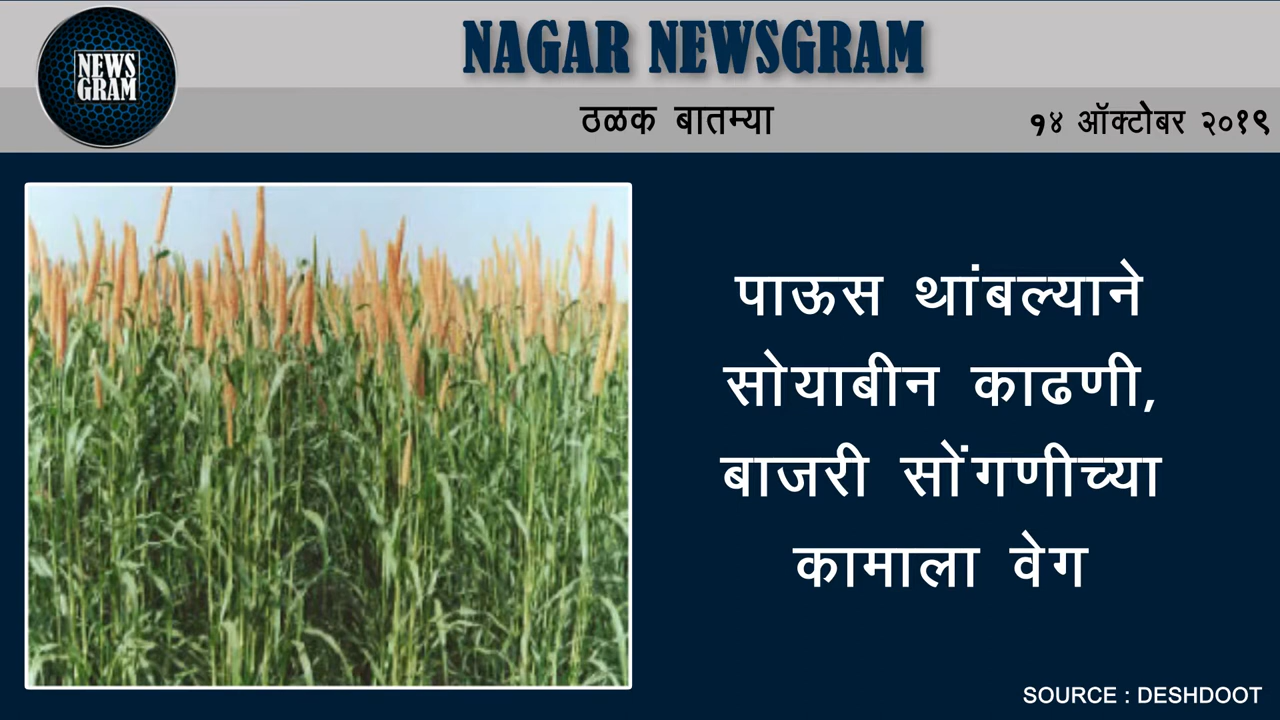 NEWS
GRAM
NAGAR NEWSGRAM
ठळक बातम्या
१४ ऑक्टोबर २०१९
पाऊस थांबल्याने
सोयाबीन काढणी,
बाजरी सोंगणीच्या
कामाला वेग
SOURCE : DESHDOOT